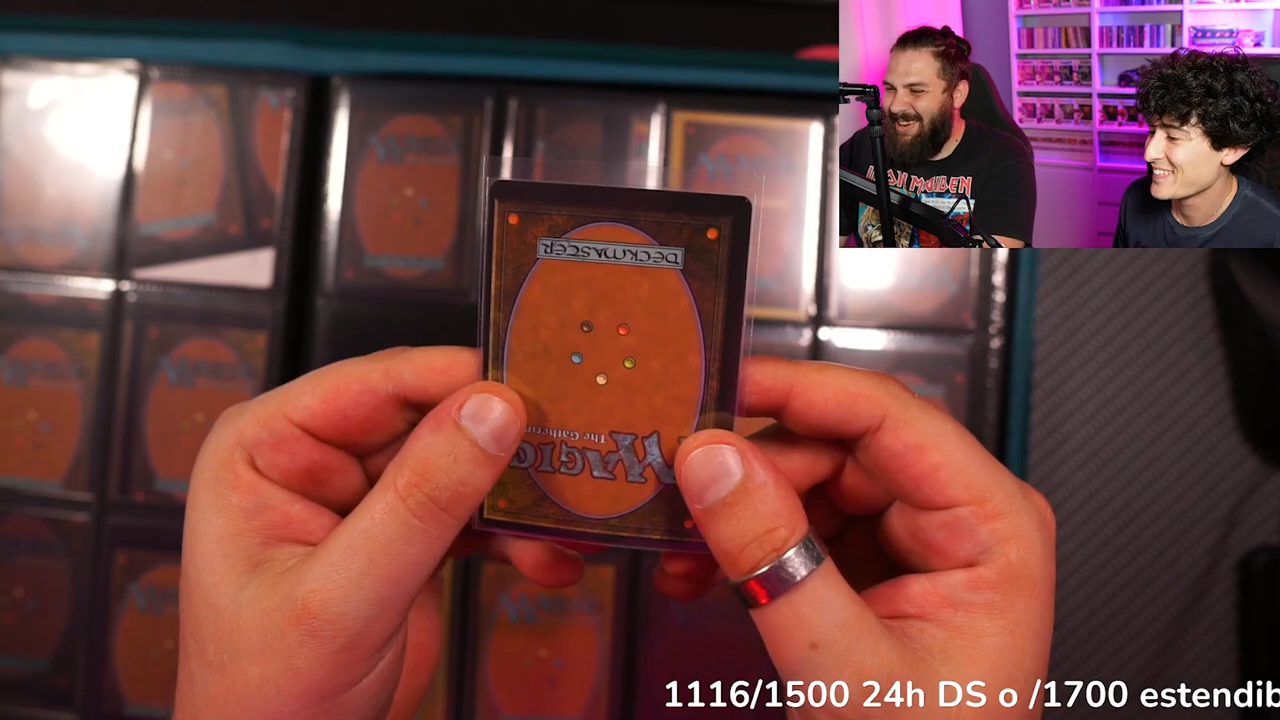 IRON MAIDEN
DECKMASTER
The Gathering
MAGIC
1116/1500 24h DS o /1700 estendib